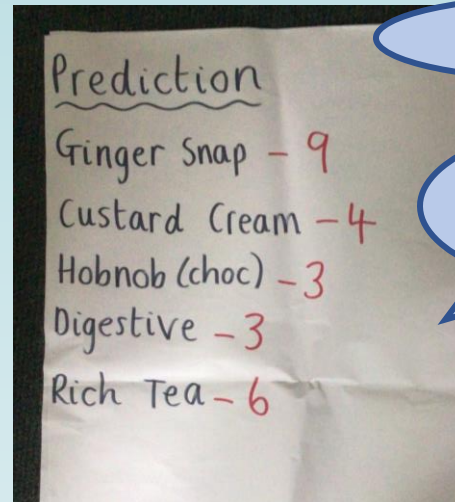 Prediction
Ginger Snap - 9
Custard Cream - 4
Hobnob (choc) - 3
Digestive - 3
Rich Tea - 6